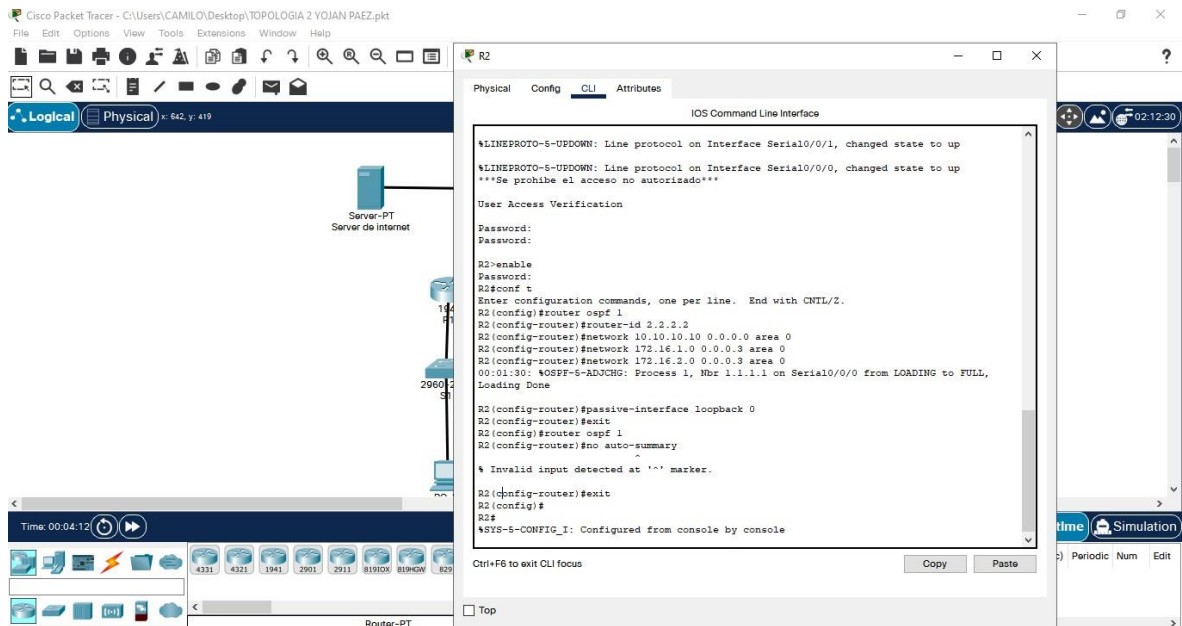 Cisco Packet Tracer - C:\Users\CAMILO\Desktop\TOPOLOGIA 2 YOJAN PAEZ.pkt
File Edit Options View Tools Extensions Window Help
Logical Physical x: 642, y: 419
02:12:30
Server-PT
Server de internet
R2
Physical Config CLI Attributes
IOS Command Line Interface
%LINEPROTO-5-UPDOWN: Line protocol on Interface Serial0/0/1, changed state to up
%LINEPROTO-5-UPDOWN: Line protocol on Interface Serial0/0/0, changed state to up
***Se prohibe el acceso no autorizado***
User Access Verification
Password:
Password:
R2>enable
Password:
R2#conf t
Enter configuration commands, one per line. End with CNTL/Z.
R2(config)#router ospf 1
R2(config-router)#router-id 2.2.2.2
R2(config-router)#network 10.10.10.10 0.0.0.0 area 0
R2(config-router)#network 172.16.1.0 0.0.0.3 area 0
R2(config-router)#network 172.16.2.0 0.0.0.3 area 0
00:01:30: %OSPF-5-ADJCHG: Process 1, Nbr 1.1.1.1 on Serial0/0/0 from LOADING to FULL,
Loading Done
R2(config-router)#passive-interface loopback 0
R2(config-router)#exit
R2(config)#router ospf 1
R2(config-router)#no auto-summary
^
% Invalid input detected at '^' marker.
R2(config-router)#exit
R2(config)#
R2#
%SYS-5-CONFIG_I: Configured from console by console
Ctrl+F6 to exit CLI focus
Copy Paste
Top
Time: 00:04:12
Simulation
Periodic Num Edit
4331 4321 1941 2901 2911 819IOX 819HGW 829
Router-PT